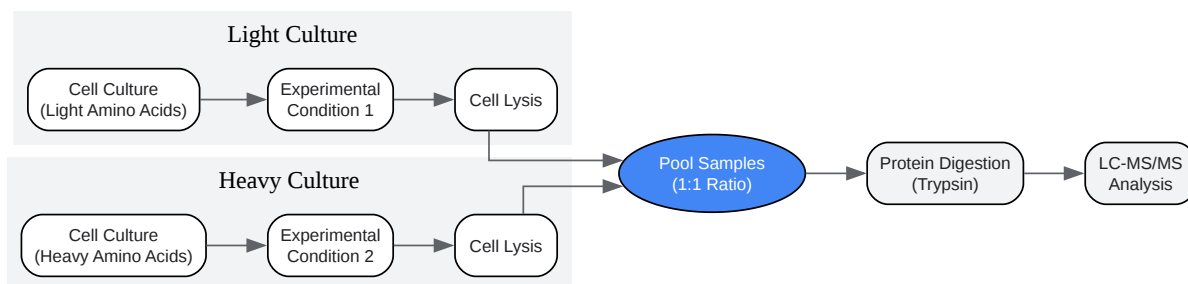 Light Culture
Cell Culture
(Light Amino Acids)
Experimental
Condition 1
Cell Lysis
Heavy Culture
Cell Culture
(Heavy Amino Acids)
Experimental
Condition 2
Cell Lysis
Pool Samples
(1:1 Ratio)
Protein Digestion
(Trypsin)
LC-MS/MS
Analysis